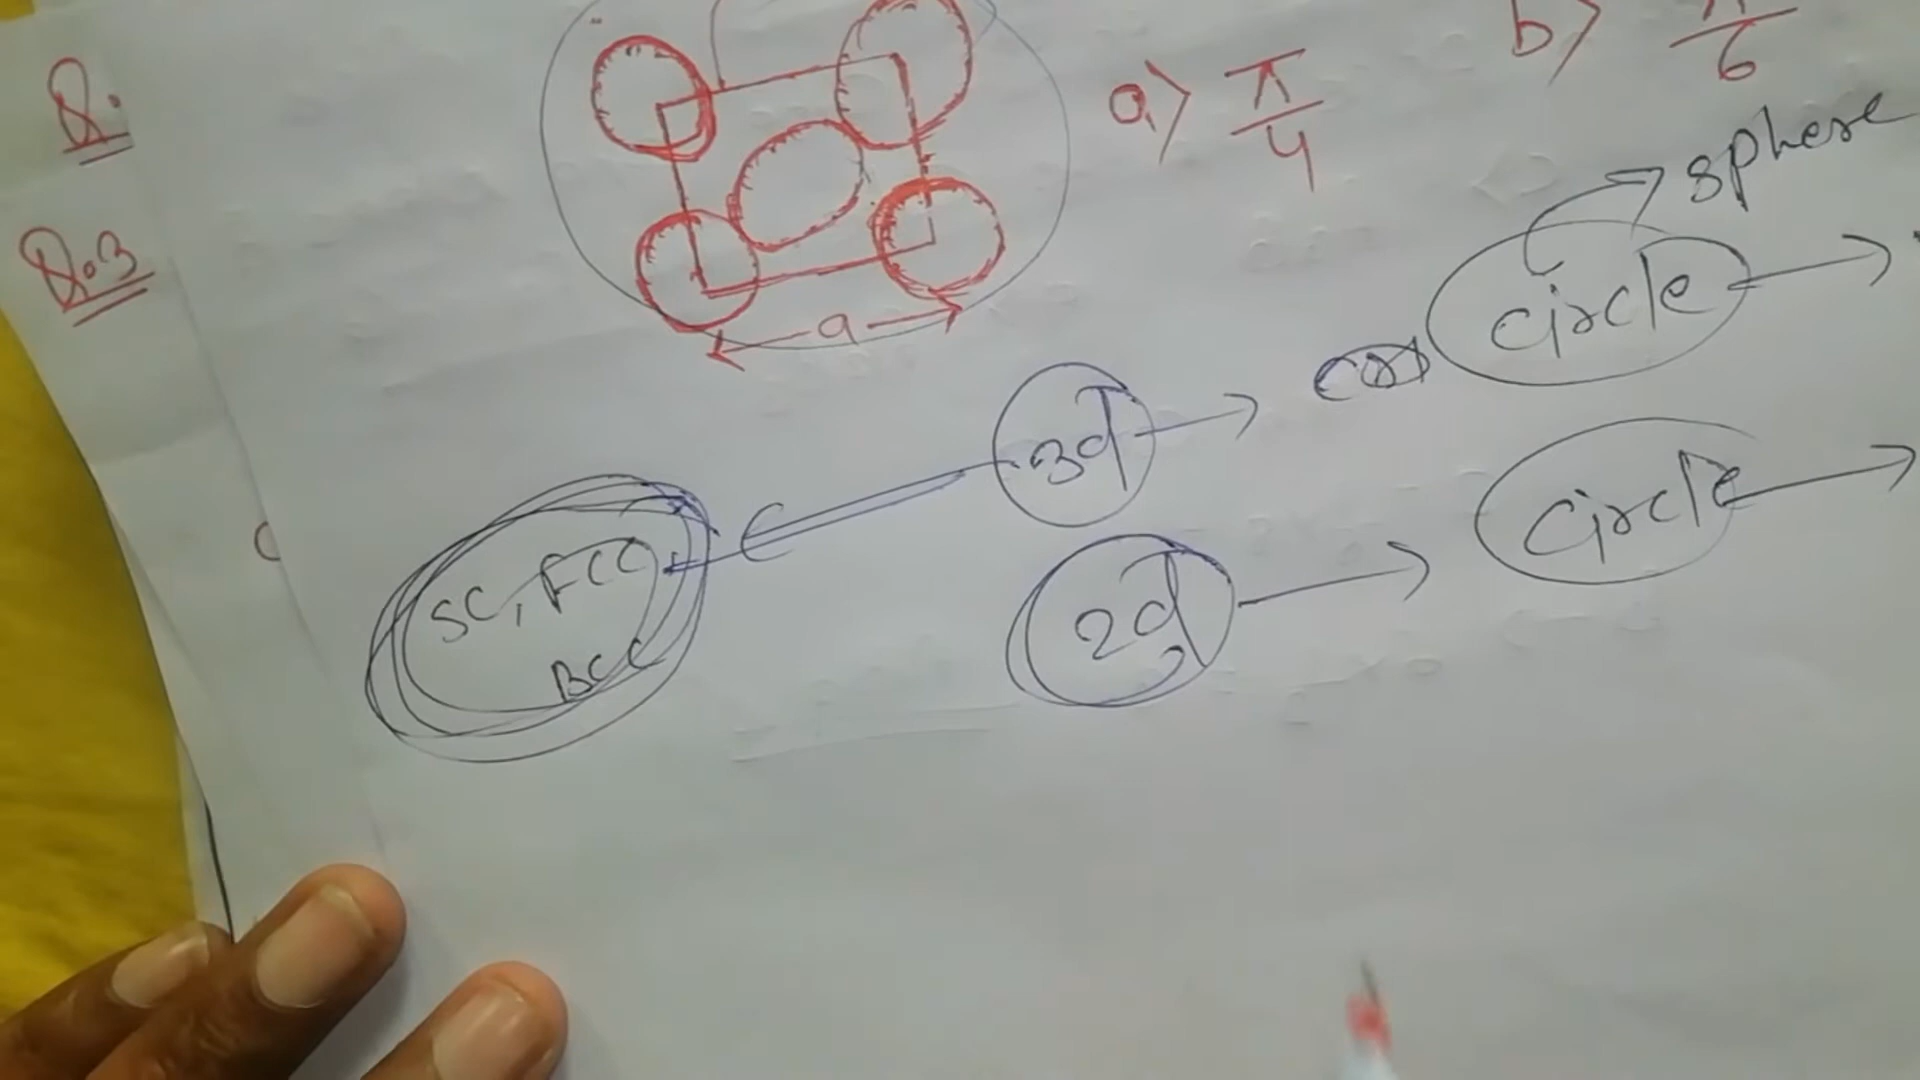 Q.
a) π/4
b) π/6
sphere
Q.3
a
circle
3d
circle
SC, FCC
BCC
2d